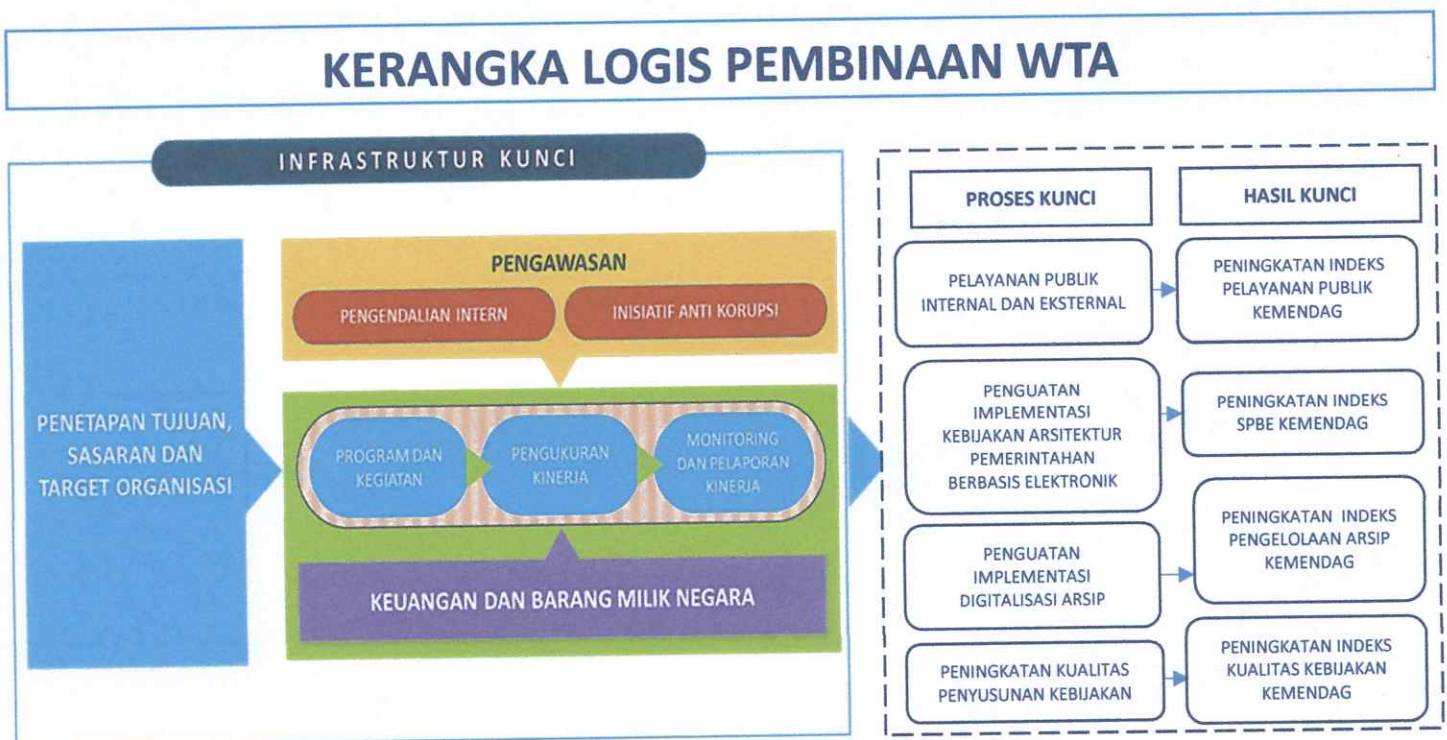 KERANGKA LOGIS PEMBINAAN WTA
INFRASTRUKTUR KUNCI
PENETAPAN TUJUAN,
SASARAN DAN
TARGET ORGANISASI
PENGAWASAN
PENGENDALIAN INTERN
INISIATIF ANTI KORUPSI
PROGRAM DAN
KEGIATAN
PENGUKURAN
KINERJA
MONITORING
DAN PELAPORAN
KINERJA
KEUANGAN DAN BARANG MILIK NEGARA
PROSES KUNCI
HASIL KUNCI
PELAYANAN PUBLIK
INTERNAL DAN EKSTERNAL
PENINGKATAN INDEKS
PELAYANAN PUBLIK
KEMENDAG
PENGUATAN
IMPLEMENTASI
KEBIJAKAN ARSITEKTUR
PEMERINTAHAN
BERBASIS ELEKTRONIK
PENINGKATAN INDEKS
SPBE KEMENDAG
PENGUATAN
IMPLEMENTASI
DIGITALISASI ARSIP
PENINGKATAN INDEKS
PENGELOLAAN ARSIP
KEMENDAG
PENINGKATAN KUALITAS
PENYUSUNAN KEBIJAKAN
PENINGKATAN INDEKS
KUALITAS KEBIJAKAN
KEMENDAG